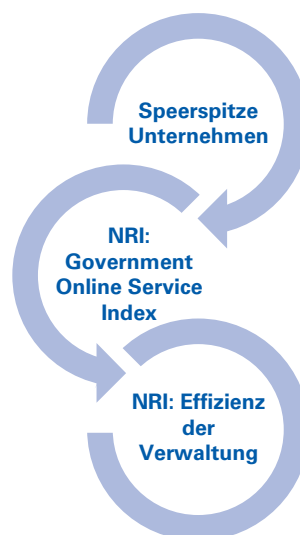 Speerspitze
Unternehmen
NRI:
Government
Online Service
Index
NRI: Effizienz
der
Verwaltung